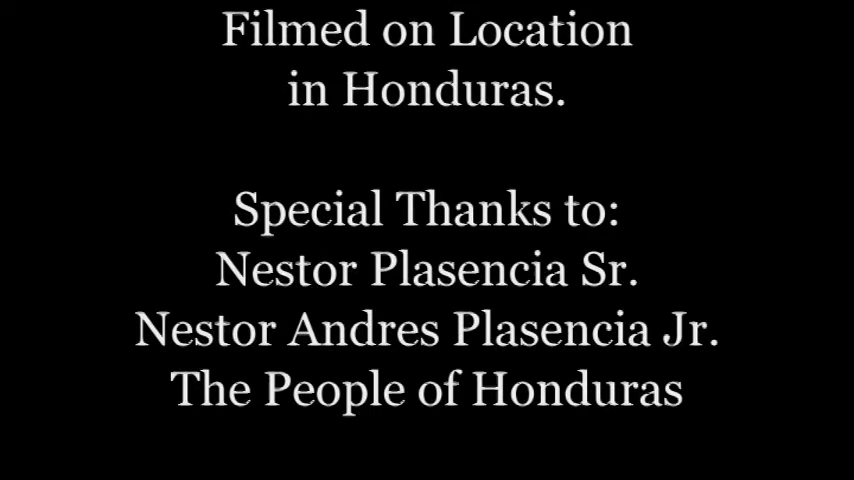 Filmed on Location
in Honduras.
Special Thanks to:
Nestor Plasencia Sr.
Nestor Andres Plasencia Jr.
The People of Honduras